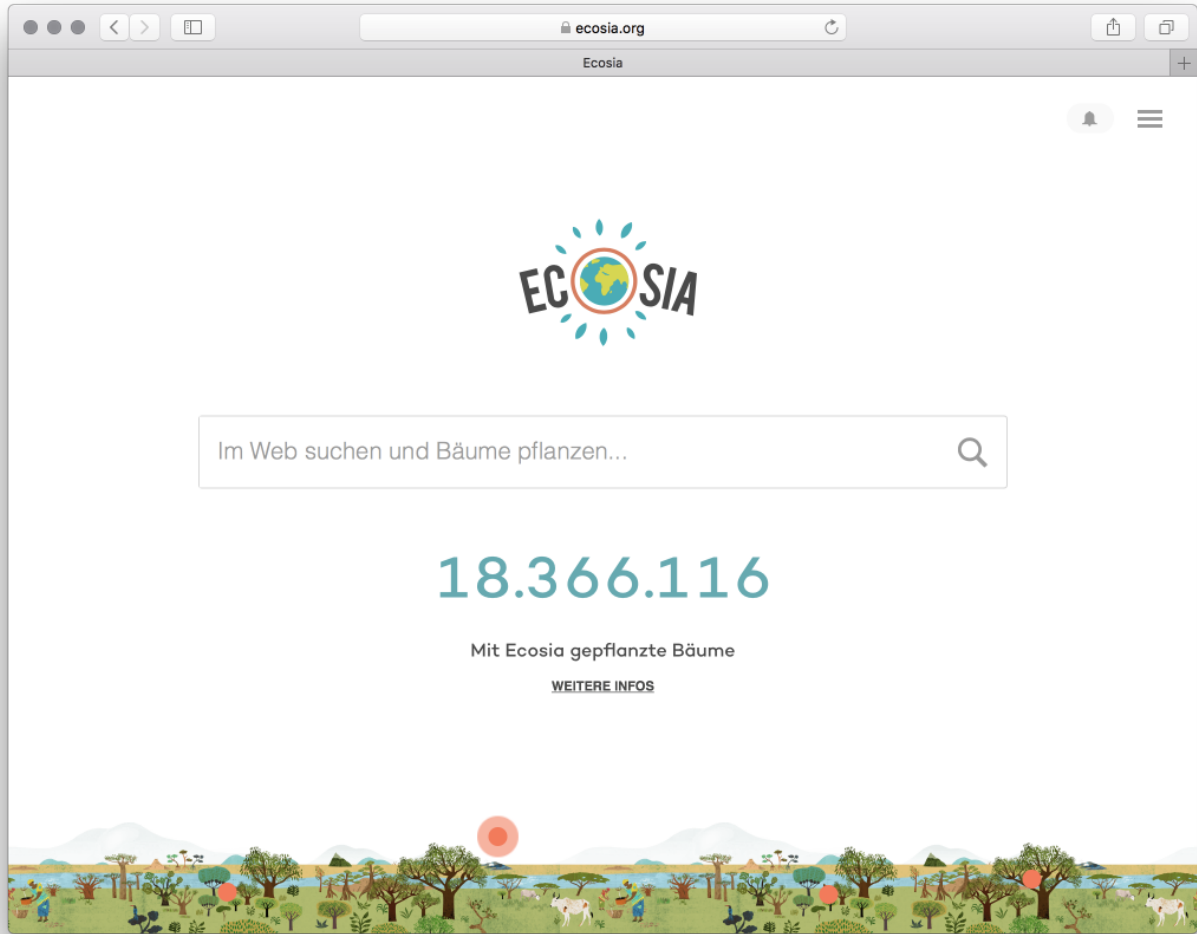 ecosia.org
Ecosia
ECOSIA
Im Web suchen und Bäume pflanzen...
18.366.116
Mit Ecosia gepflanzte Bäume
WEITERE INFOS